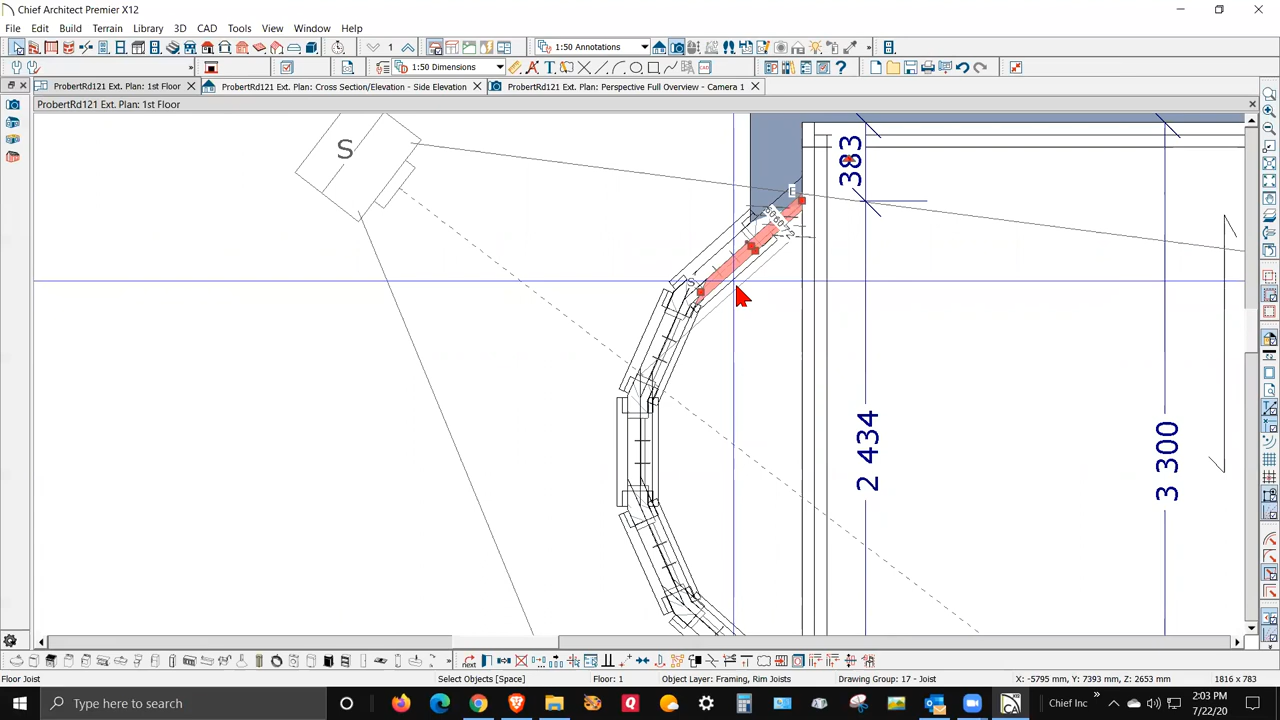 Chief Architect Premier X12
File Edit Build Terrain Library 3D CAD Tools Window Help
1:50 Annotations
1:50 Dimensions
ProbertRd121 Ext. Plan: 1st Floor
ProbertRd121 Ext. Plan: Cross Section/Elevation - Side Elevation
ProbertRd121 Ext. Plan: Perspective Full Overview - Camera 1
ProbertRd121 Ext. Plan: 1st Floor
S
383
E
S
2 434
3 300
Floor Joist
Select Objects [Space]
Floor: 1
Object Layer: Framing, Rim Joists
Drawing Group: 17 - Joist
X: -5795 mm, Y: 7393 mm, Z: 2653 mm
1816 x 783
Type here to search
Chief Inc
2:03 PM
7/22/20